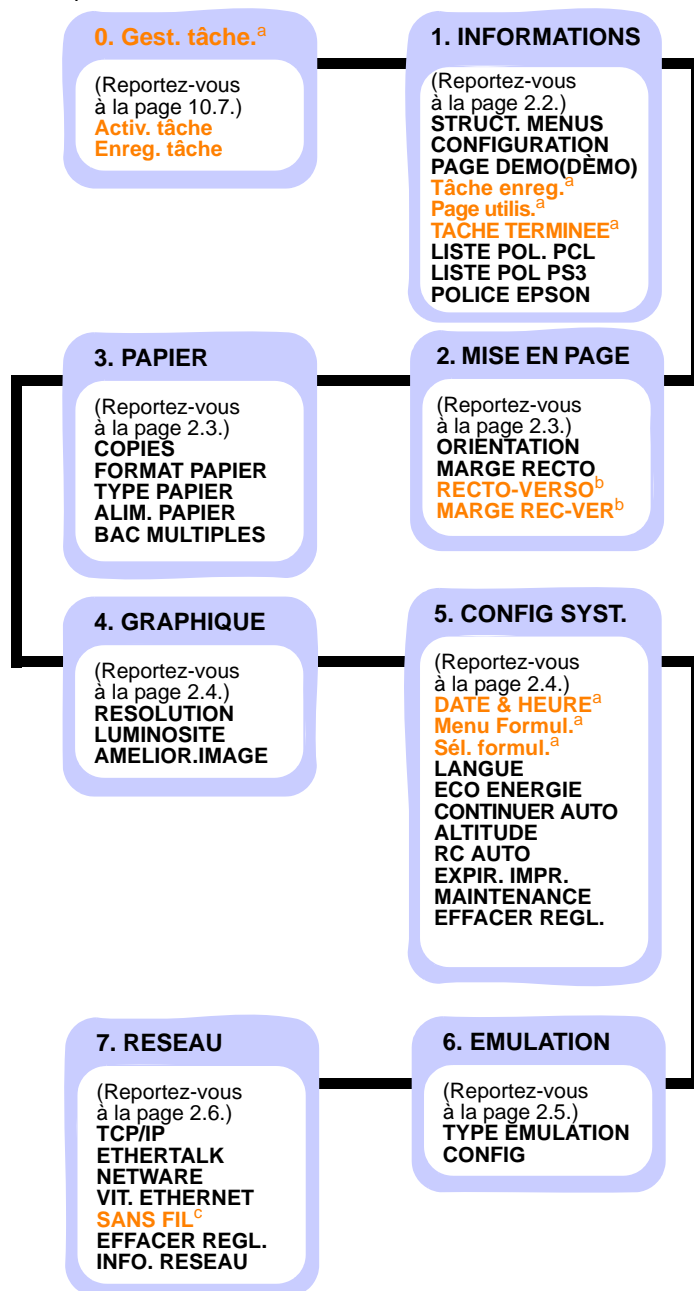 0. Gest. tâche.a
(Reportez-vous
à la page 10.7.)
Activ. tâche
Enreg. tâche
1. INFORMATIONS
(Reportez-vous
à la page 2.2.)
STRUCT. MENUS
CONFIGURATION
PAGE DEMO(DÈMO)
Tâche enreg.a
Page utilis.a
TACHE TERMINEEa
LISTE POL. PCL
LISTE POL PS3
POLICE EPSON
3. PAPIER
(Reportez-vous
à la page 2.3.)
COPIES
FORMAT PAPIER
TYPE PAPIER
ALIM. PAPIER
BAC MULTIPLES
2. MISE EN PAGE
(Reportez-vous
à la page 2.3.)
ORIENTATION
MARGE RECTO
RECTO-VERSOb
MARGE REC-VERb
4. GRAPHIQUE
(Reportez-vous
à la page 2.4.)
RESOLUTION
LUMINOSITE
AMELIOR.IMAGE
5. CONFIG SYST.
(Reportez-vous
à la page 2.4.)
DATE & HEUREa
Menu Formul.a
Sél. formul.a
LANGUE
ECO ENERGIE
CONTINUER AUTO
ALTITUDE
RC AUTO
EXPIR. IMPR.
MAINTENANCE
EFFACER REGL.
7. RESEAU
(Reportez-vous
à la page 2.6.)
TCP/IP
ETHERTALK
NETWARE
VIT. ETHERNET
SANS FILc
EFFACER REGL.
INFO. RESEAU
6. EMULATION
(Reportez-vous
à la page 2.5.)
TYPE EMULATION
CONFIG